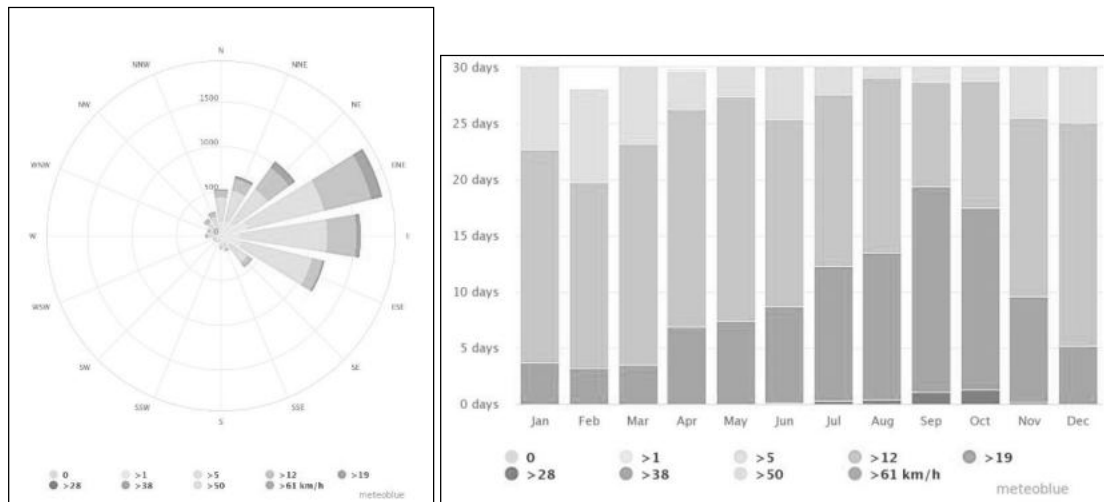 N
NNW
NNE
NW
NE
1500
1000
WNW
ENE
500
0
W
E
WSW
ESE
SW
SE
SSW
SSE
S
0 >1 >5 >12 >19
>28 >38 >50 >61 km/h
meteoblue
30 days
25 days
20 days
15 days
10 days
5 days
0 days
Jan Feb Mar Apr May Jun Jul Aug Sep Oct Nov Dec
0 >1 >5 >12 >19
>28 >38 >50 >61 km/h
meteoblue